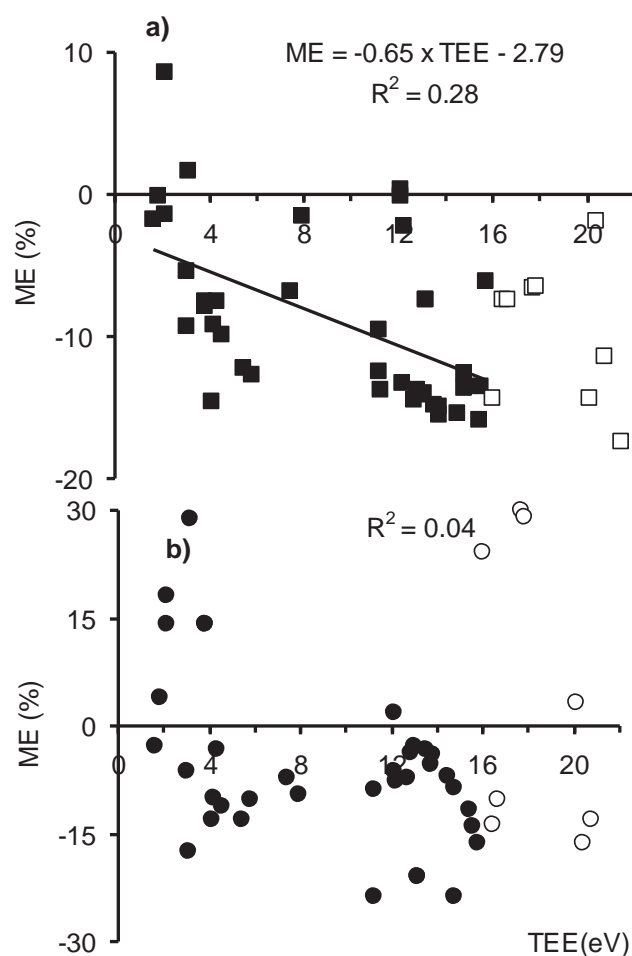 a)
ME = -0.65 x TEE - 2.79
R² = 0.28
10
0
-10
-20
ME (%)
0 4 8 12 16 20
30
15
0
-15
-30
ME (%)
b)
R² = 0.04
0 4 8 12 16 20
TEE(eV)